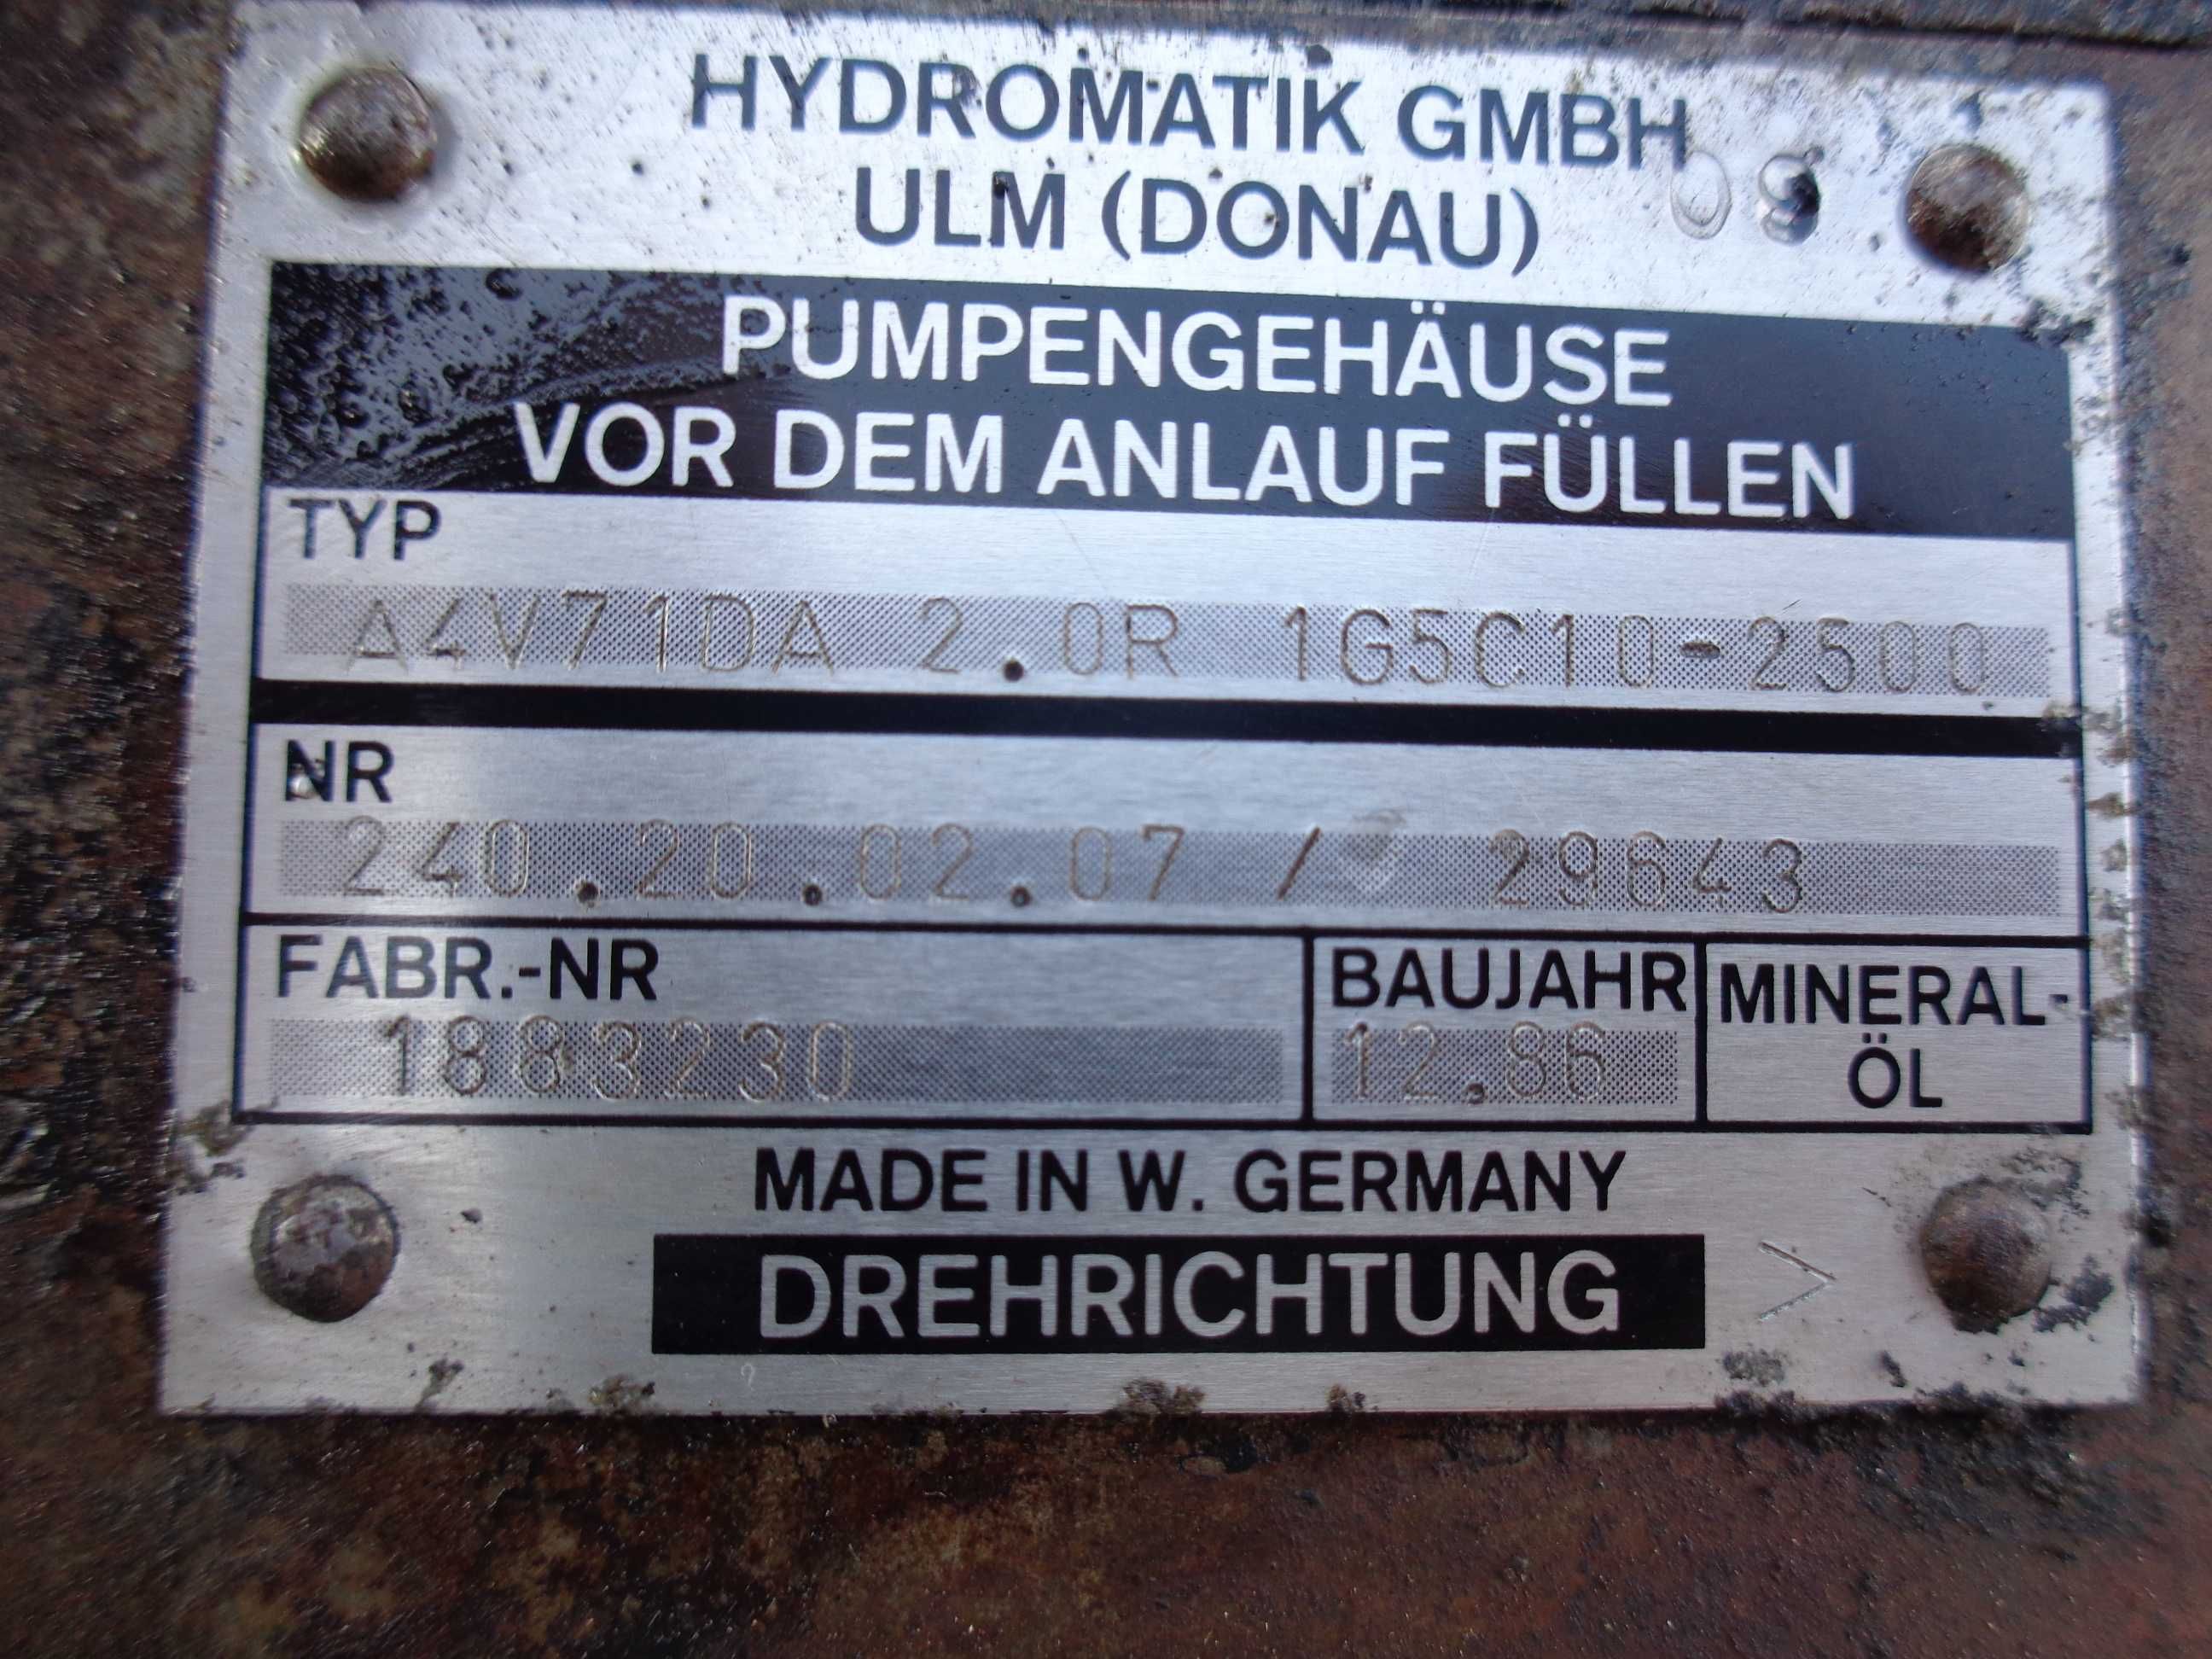 HYDROMATIK GMBH
ULM (DONAU)
09
PUMPENGEHÄUSE
VOR DEM ANLAUF FÜLLEN
TYP
A4V71DA 2.0R 1G5C10-2500
NR
240.20.02.07 / 29643
FABR.-NR
1883230
BAUJAHR
12.86
MINERAL-
ÖL
MADE IN W. GERMANY
DREHRICHTUNG >